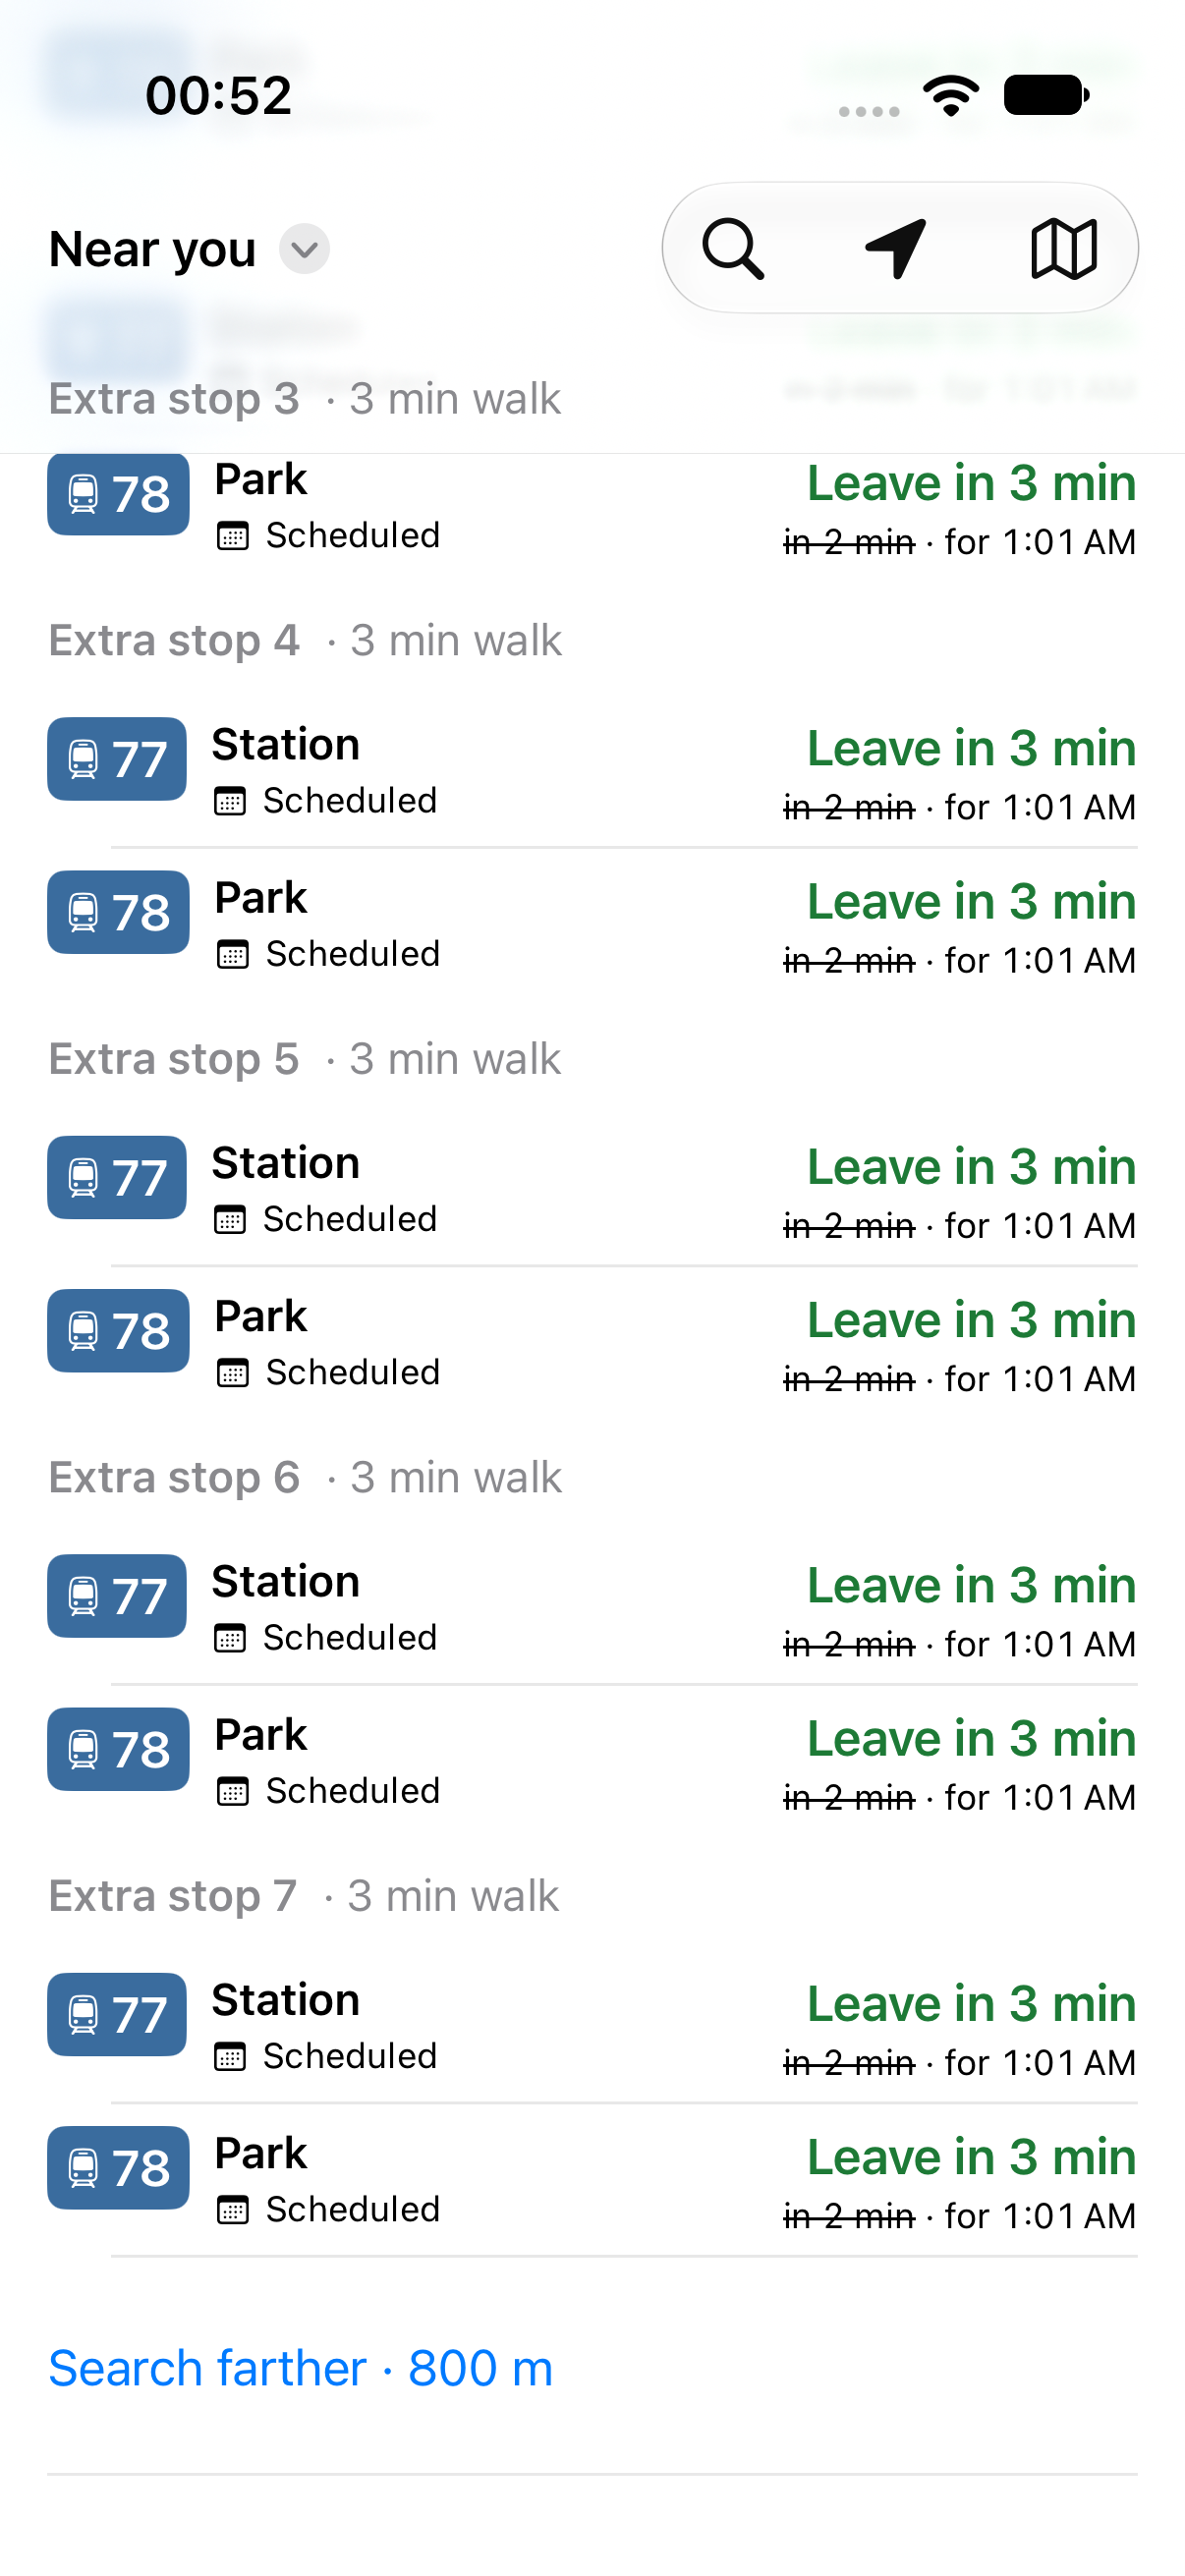 00:52
Near you
Extra stop 3 · 3 min walk
78 Park Leave in 3 min
Scheduled in 2 min · for 1:01 AM
Extra stop 4 · 3 min walk
77 Station Leave in 3 min
Scheduled in 2 min · for 1:01 AM
78 Park Leave in 3 min
Scheduled in 2 min · for 1:01 AM
Extra stop 5 · 3 min walk
77 Station Leave in 3 min
Scheduled in 2 min · for 1:01 AM
78 Park Leave in 3 min
Scheduled in 2 min · for 1:01 AM
Extra stop 6 · 3 min walk
77 Station Leave in 3 min
Scheduled in 2 min · for 1:01 AM
78 Park Leave in 3 min
Scheduled in 2 min · for 1:01 AM
Extra stop 7 · 3 min walk
77 Station Leave in 3 min
Scheduled in 2 min · for 1:01 AM
78 Park Leave in 3 min
Scheduled in 2 min · for 1:01 AM
Search farther · 800 m